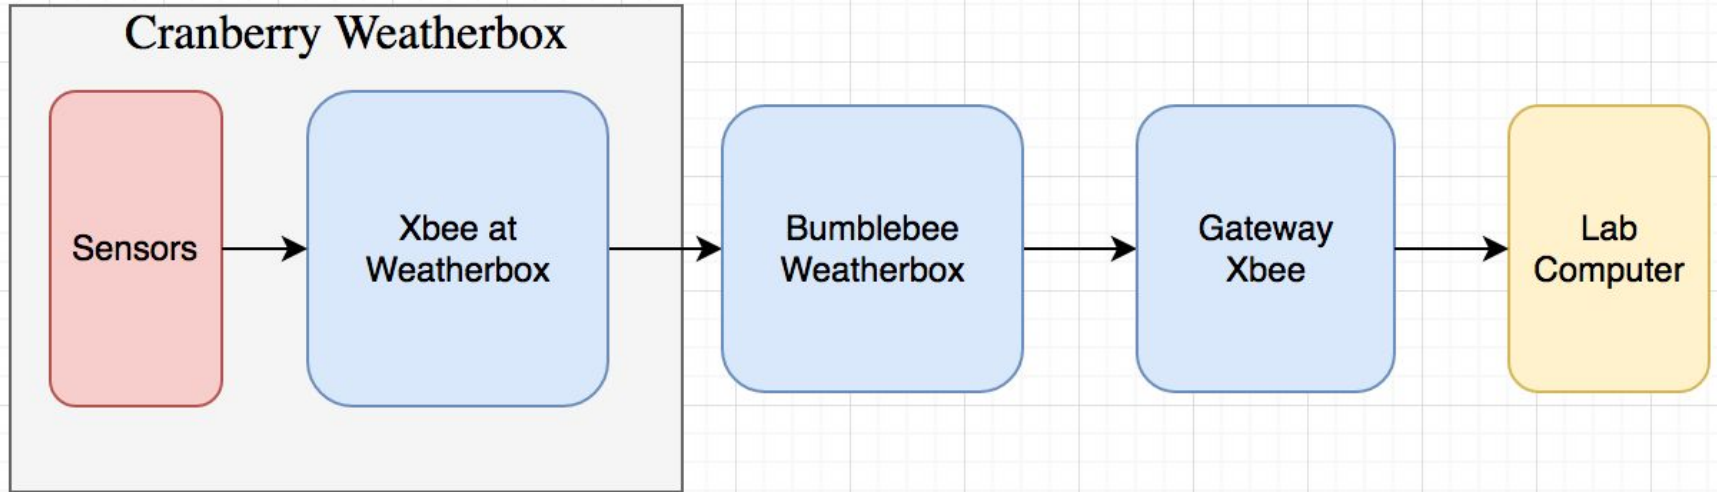 Cranberry Weatherbox
Sensors
Xbee at
Weatherbox
Bumblebee
Weatherbox
Gateway
Xbee
Lab
Computer